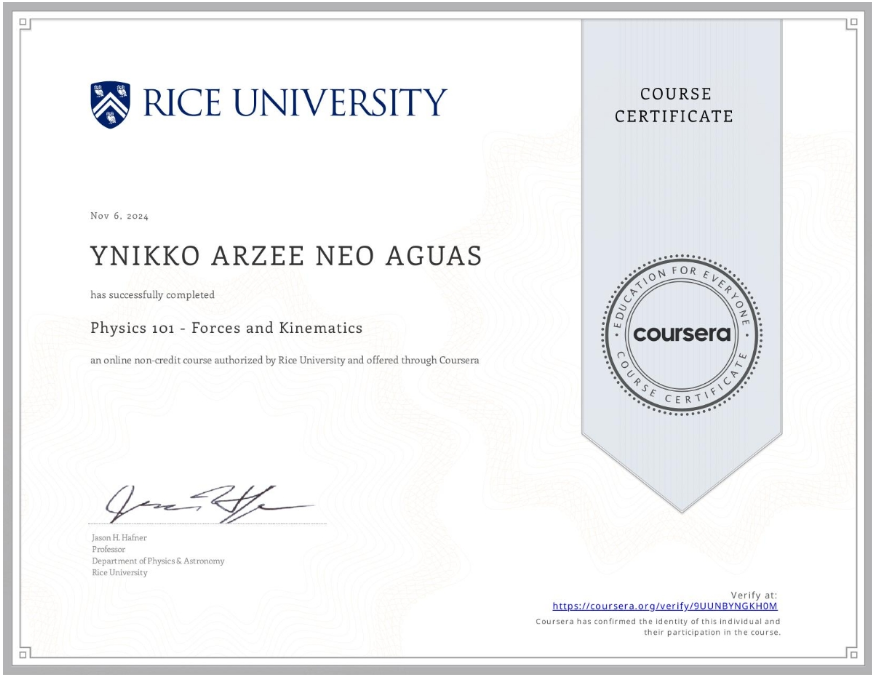 RICE UNIVERSITY
COURSE
CERTIFICATE
Nov 6, 2024
YNIKKO ARZEE NEO AGUAS
has successfully completed
Physics 101 - Forces and Kinematics
an online non-credit course authorized by Rice University and offered through Coursera
EDUCATION FOR EVERYONE
coursera
COURSE CERTIFICATE
Jason H. Hafner
Professor
Department of Physics & Astronomy
Rice University
Verify at:
https://coursera.org/verify/9UUNBYNGKH0M
Coursera has confirmed the identity of this individual and
their participation in the course.